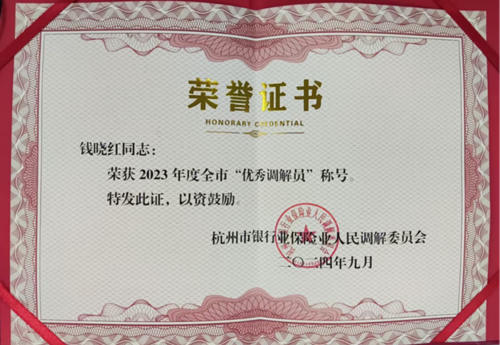 荣誉证书
HONORARY CREDENTIAL
钱晓红同志：
荣获 2023 年度全市“优秀调解员”称号。
特发此证，以资鼓励。
杭州市银行业保险业人民调解委员会
二〇二四年九月